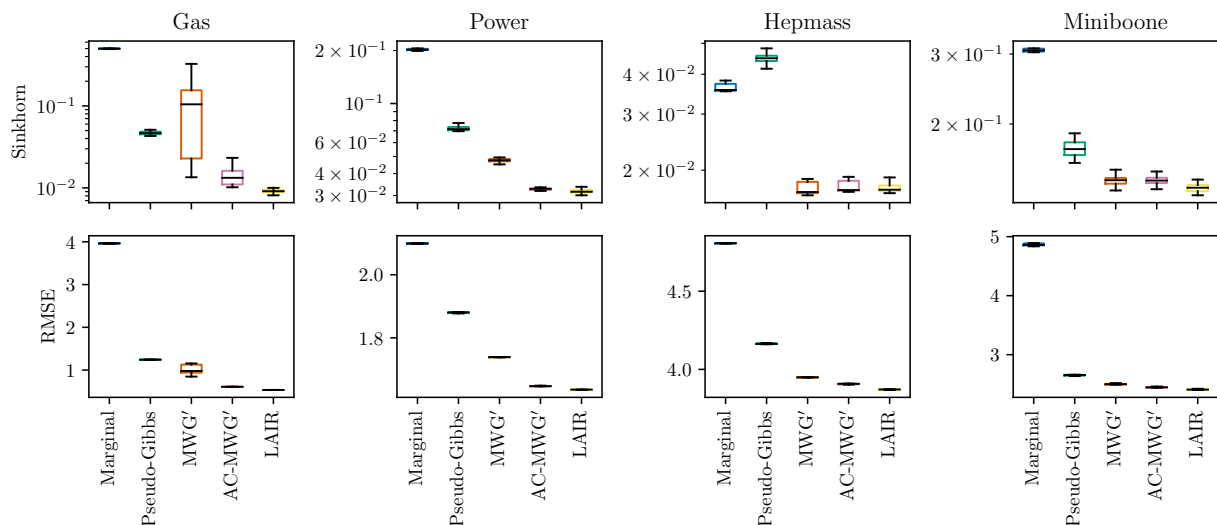 Gas
Power
Hepmass
Miniboone
Sinkhorn
10⁻¹
10⁻²
2 × 10⁻¹
10⁻¹
6 × 10⁻²
4 × 10⁻²
3 × 10⁻²
4 × 10⁻²
3 × 10⁻²
2 × 10⁻²
3 × 10⁻¹
2 × 10⁻¹
RMSE
4
3
2
1
2.0
1.8
4.5
4.0
5
4
3
Marginal
Pseudo-Gibbs
MWG′
AC-MWG′
LAIR
Marginal
Pseudo-Gibbs
MWG′
AC-MWG′
LAIR
Marginal
Pseudo-Gibbs
MWG′
AC-MWG′
LAIR
Marginal
Pseudo-Gibbs
MWG′
AC-MWG′
LAIR